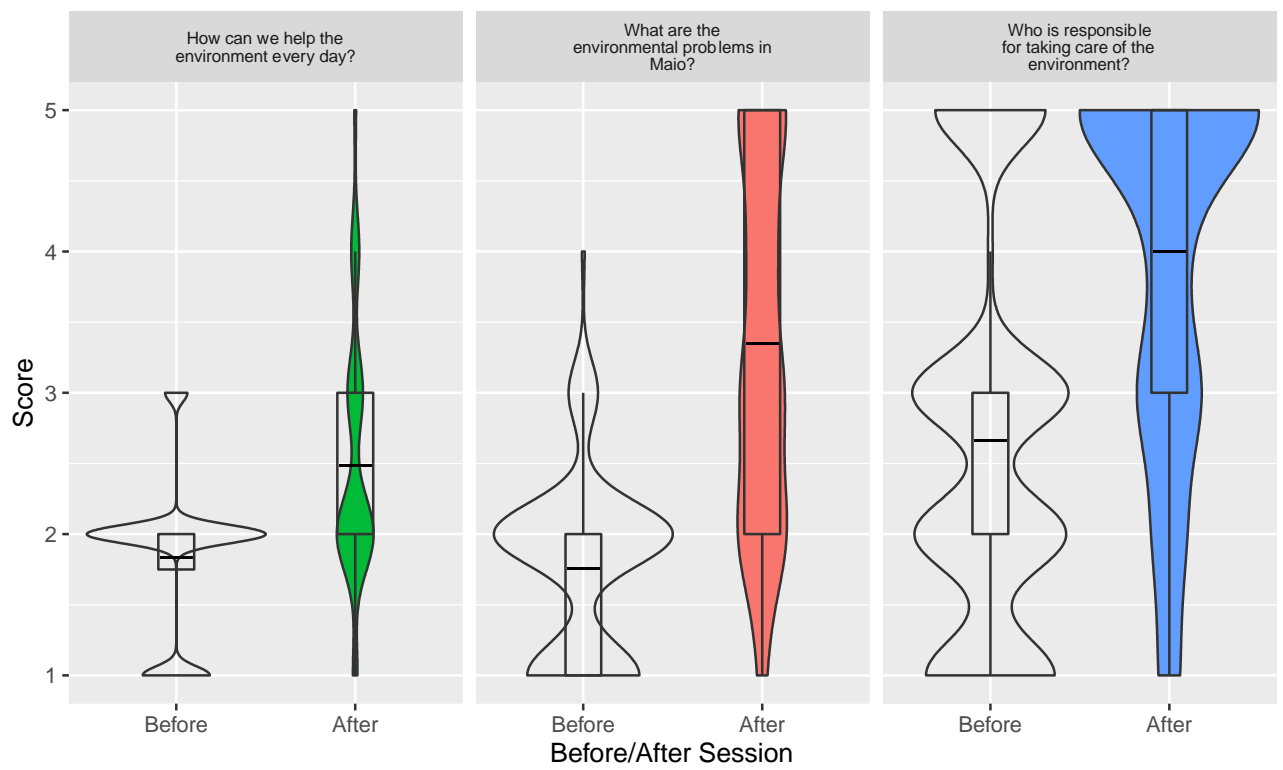 How can we help the
environment every day?
What are the
environmental problems in
Maio?
Who is responsible
for taking care of the
environment?
Score
5
4
3
2
1
Before
After
Before
After
Before
After
Before/After Session